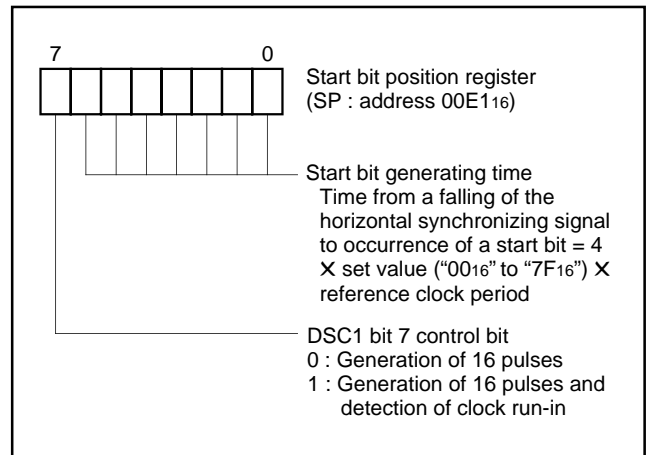 7 0
Start bit position register
(SP : address 00E116)
Start bit generating time
Time from a falling of the
horizontal synchronizing signal
to occurrence of a start bit = 4
✕ set value (“0016” to “7F16”) ✕
reference clock period
DSC1 bit 7 control bit
0 : Generation of 16 pulses
1 : Generation of 16 pulses and
detection of clock run-in